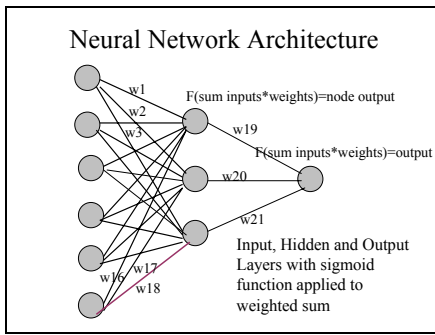 Neural Network Architecture
w1
F(sum inputs*weights)=node output
w2
w3
w19
F(sum inputs*weights)=output
w20
w21
Input, Hidden and Output
Layers with sigmoid
function applied to
weighted sum
w17
w16
w18